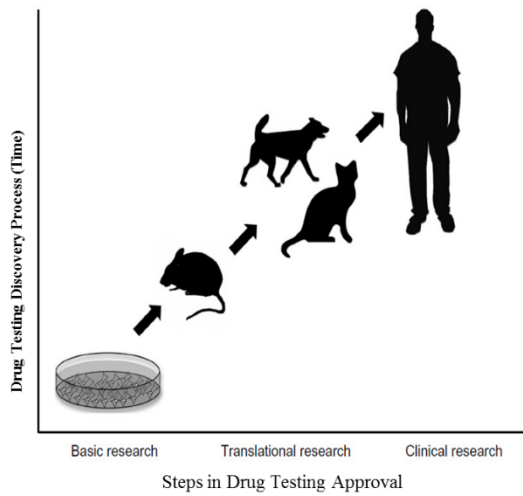 Drug Testing Discovery Process (Time)
Basic research
Translational research
Clinical research
Steps in Drug Testing Approval